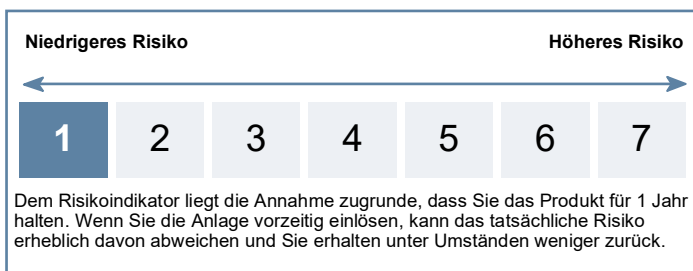 Niedrigeres Risiko Höheres Risiko
1 2 3 4 5 6 7
Dem Risikoindikator liegt die Annahme zugrunde, dass Sie das Produkt für 1 Jahr
halten. Wenn Sie die Anlage vorzeitig einlösen, kann das tatsächliche Risiko
erheblich davon abweichen und Sie erhalten unter Umständen weniger zurück.